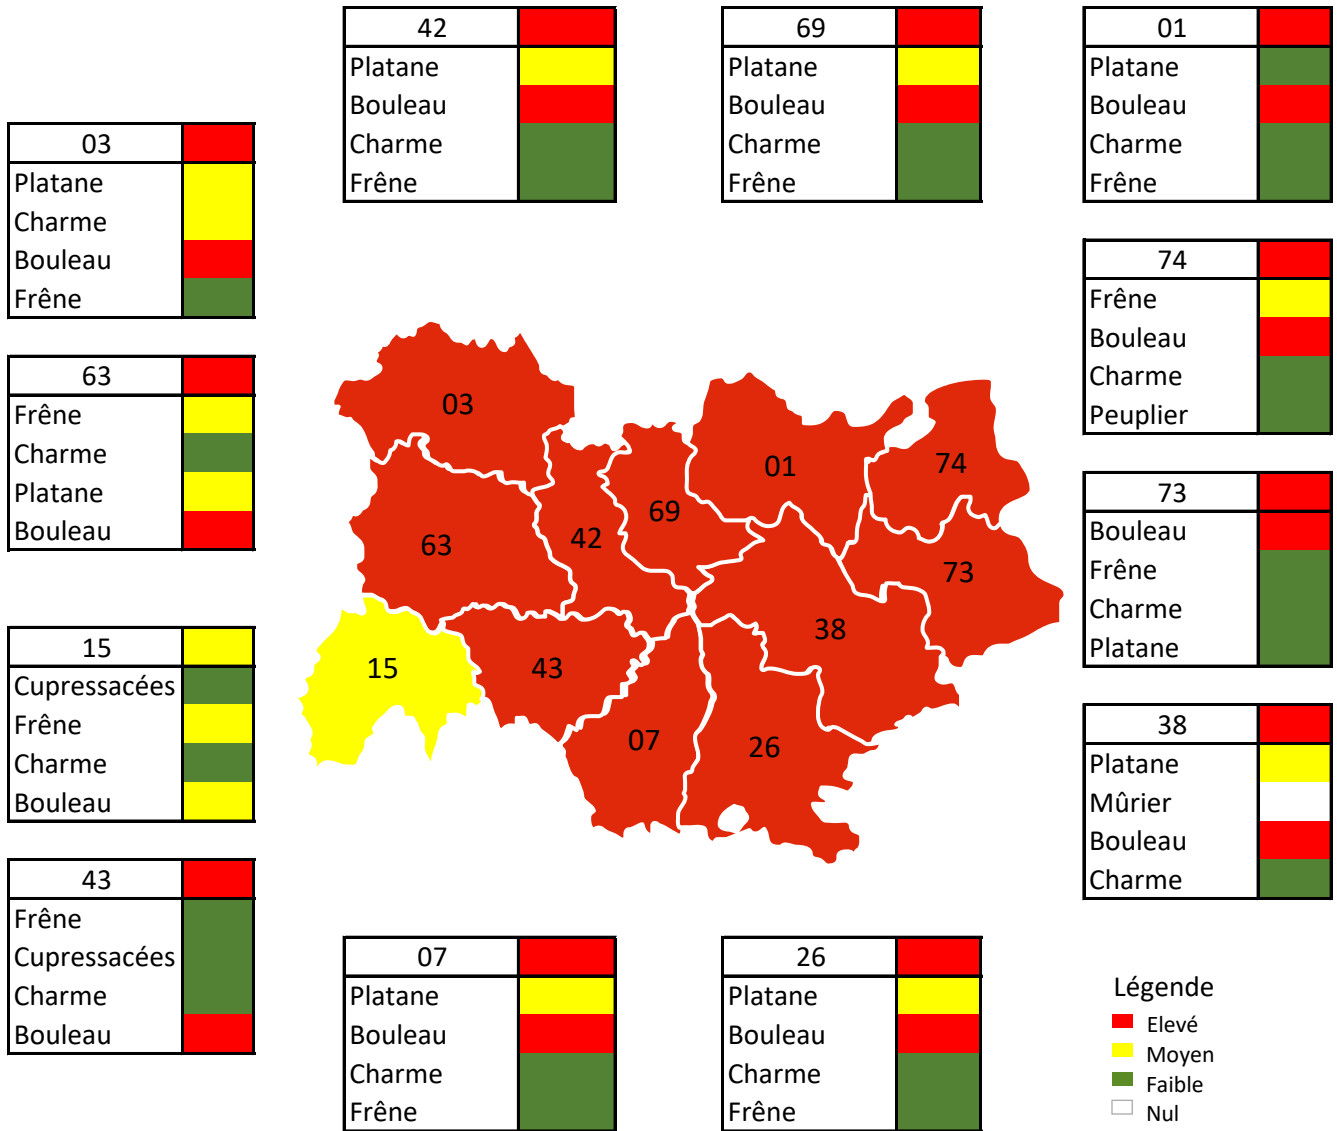 42
Platane
Bouleau
Charme
Frêne
69
Platane
Bouleau
Charme
Frêne
01
Platane
Bouleau
Charme
Frêne
03
Platane
Charme
Bouleau
Frêne
74
Frêne
Bouleau
Charme
Peuplier
63
Frêne
Charme
Platane
Bouleau
73
Bouleau
Frêne
Charme
Platane
15
Cupressacées
Frêne
Charme
Bouleau
38
Platane
Mûrier
Bouleau
Charme
43
Frêne
Cupressacées
Charme
Bouleau
03
01
74
69
42
63
73
38
15
43
07
26
07
Platane
Bouleau
Charme
Frêne
26
Platane
Bouleau
Charme
Frêne
Légende
Elevé
Moyen
Faible
Nul